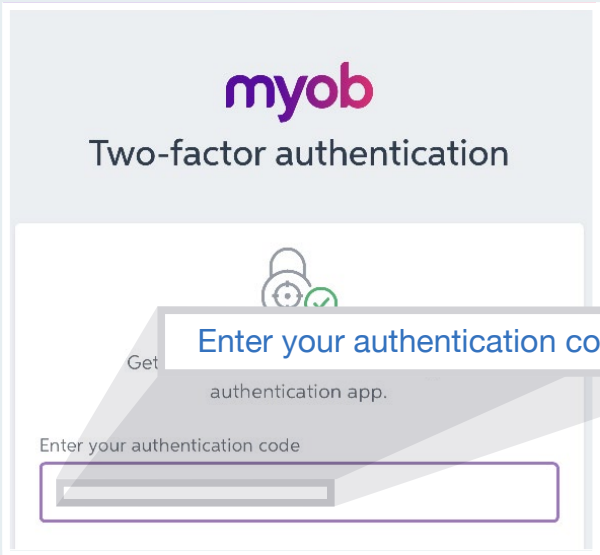 myob
Two-factor authentication
Enter your authentication co
Get
authentication app.
Enter your authentication code